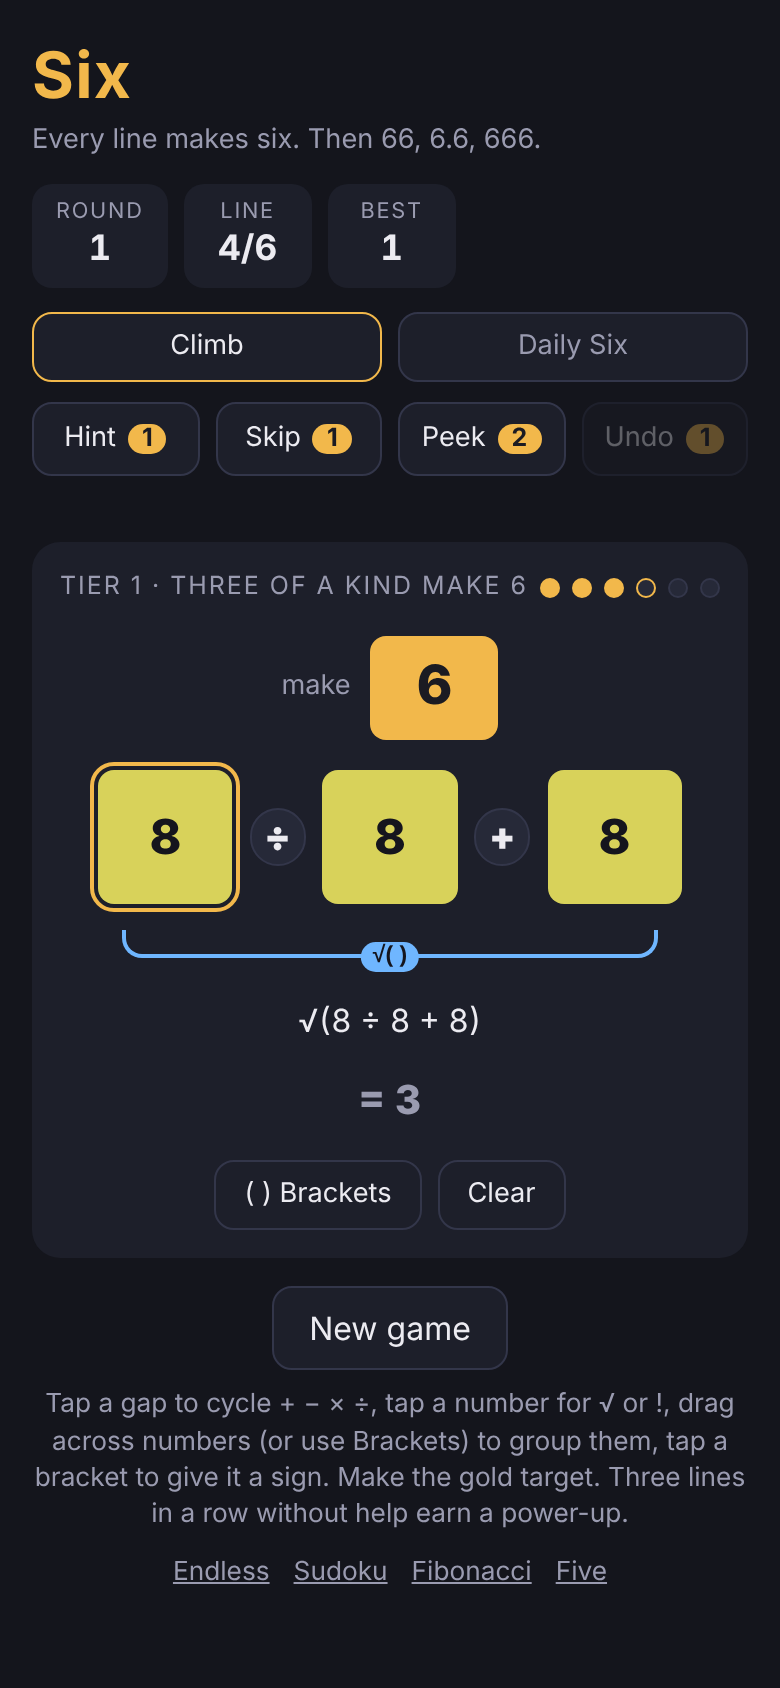 Six
Every line makes six. Then 66, 6.6, 666.
ROUND LINE BEST
1 4/6 1
Climb Daily Six
Hint 1 Skip 1 Peek 2 Undo 1
TIER 1 · THREE OF A KIND MAKE 6
make 6
8 ÷ 8 + 8
√( )
√(8 ÷ 8 + 8)
= 3
( ) Brackets Clear
New game
Tap a gap to cycle + − × ÷, tap a number for √ or !, drag
across numbers (or use Brackets) to group them, tap a
bracket to give it a sign. Make the gold target. Three lines
in a row without help earn a power-up.
Endless Sudoku Fibonacci Five